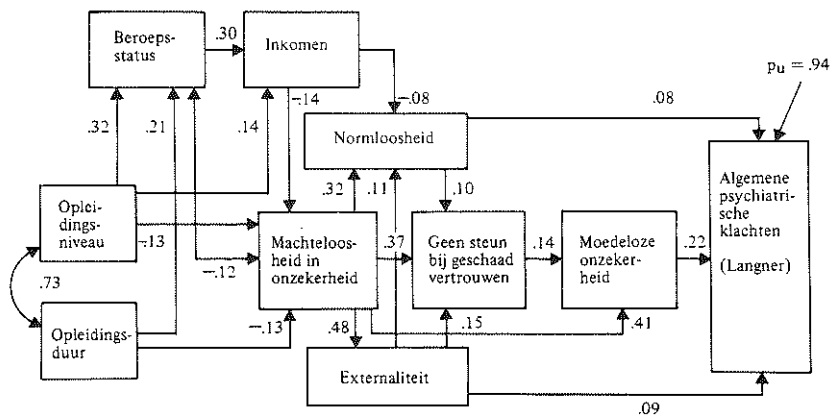 Beroeps-
status
.30
Inkomen
pu = .94
-.14
-.08
.08
.32
.21
.14
Normloosheid
Algemene
psychiatri-
sche
klachten
(Langner)
.32
.11
.10
Oplei-
dings-
niveau
-.13
Machteloos-
heid in
onzekerheid
.37
Geen steun
bij geschaad
vertrouwen
.14
Moedeloze
onzeker-
heid
.22
-.12
.73
Opleidings-
duur
-.13
.48
.15
.41
Externaliteit
.09